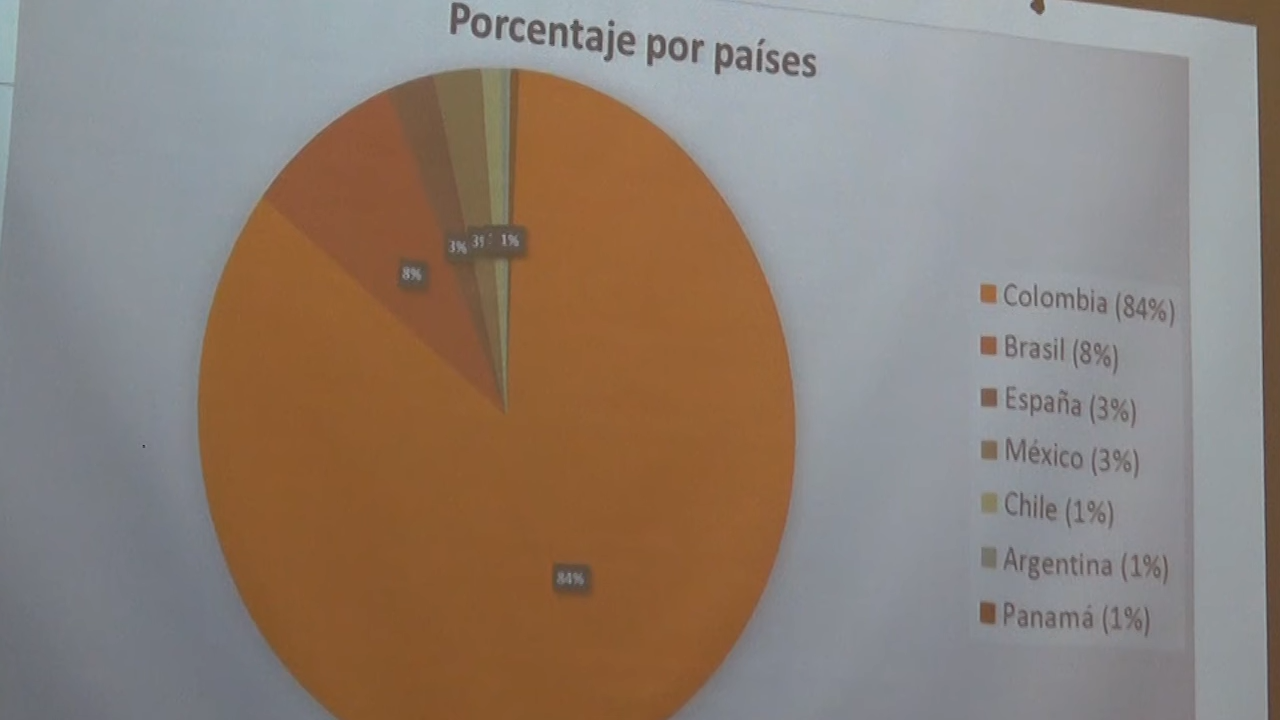 Porcentaje por países
3%
1%
8%
84%
Colombia (84%)
Brasil (8%)
España (3%)
México (3%)
Chile (1%)
Argentina (1%)
Panamá (1%)